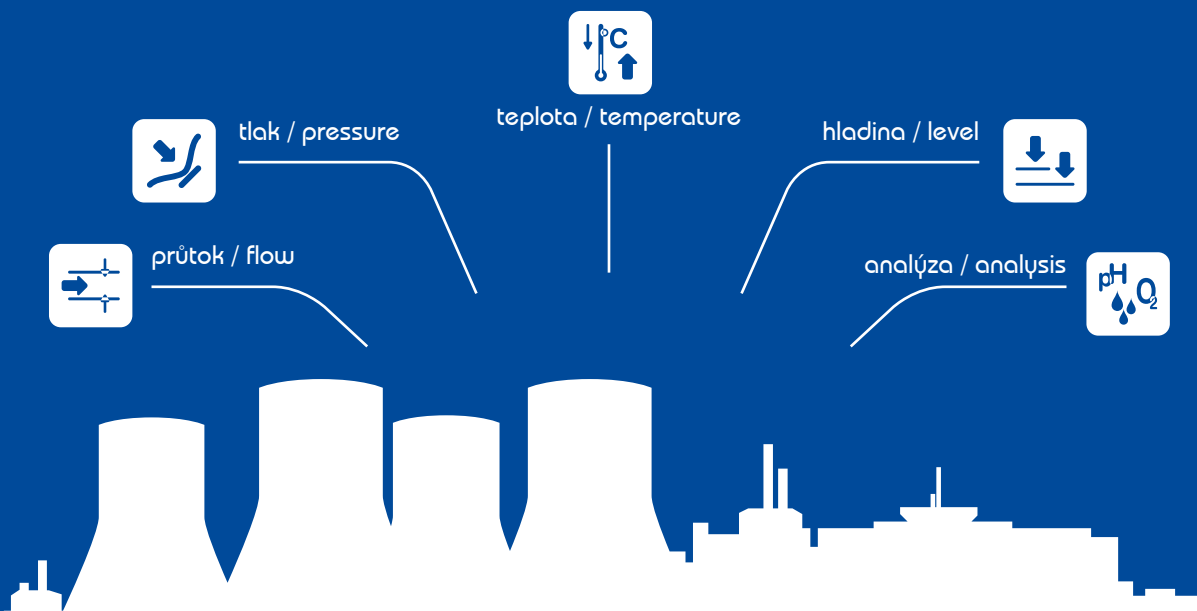 °C
teplota / temperature
tlak / pressure
hladina / level
průtok / flow
analýza / analysis
pH
O₂